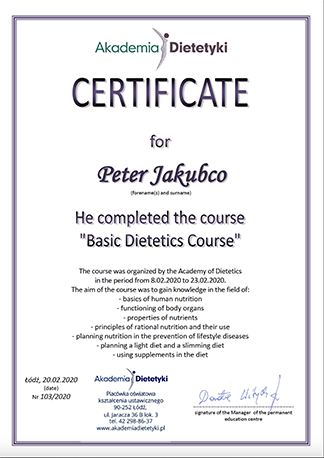 Akademia Dietetyki
CERTIFICATE
for
Peter Jakubco
(forename(s) and surname)
He completed the course
"Basic Dietetics Course"
The course was organized by the Academy of Dietetics
in the period from 8.02.2020 to 23.02.2020.
The aim of the course was to gain knowledge in the field of:
- basics of human nutrition
- functioning of body organs
- properties of nutrients
- principles of rational nutrition and their use
- planning nutrition in the prevention of lifestyle diseases
- planning a light diet and a slimming diet
- using supplements in the diet
Łódź, 20.02.2020
(date)
Nr 103/2020
Akademia Dietetyki
Placówka oświatowa
kształcenia ustawicznego
90-252 Łódź,
ul. Jaracza 36 B lok. 3
tel. 42 298-86-37
www.akademiadietetyki.pl
signature of the Manager of the permanent
education centre